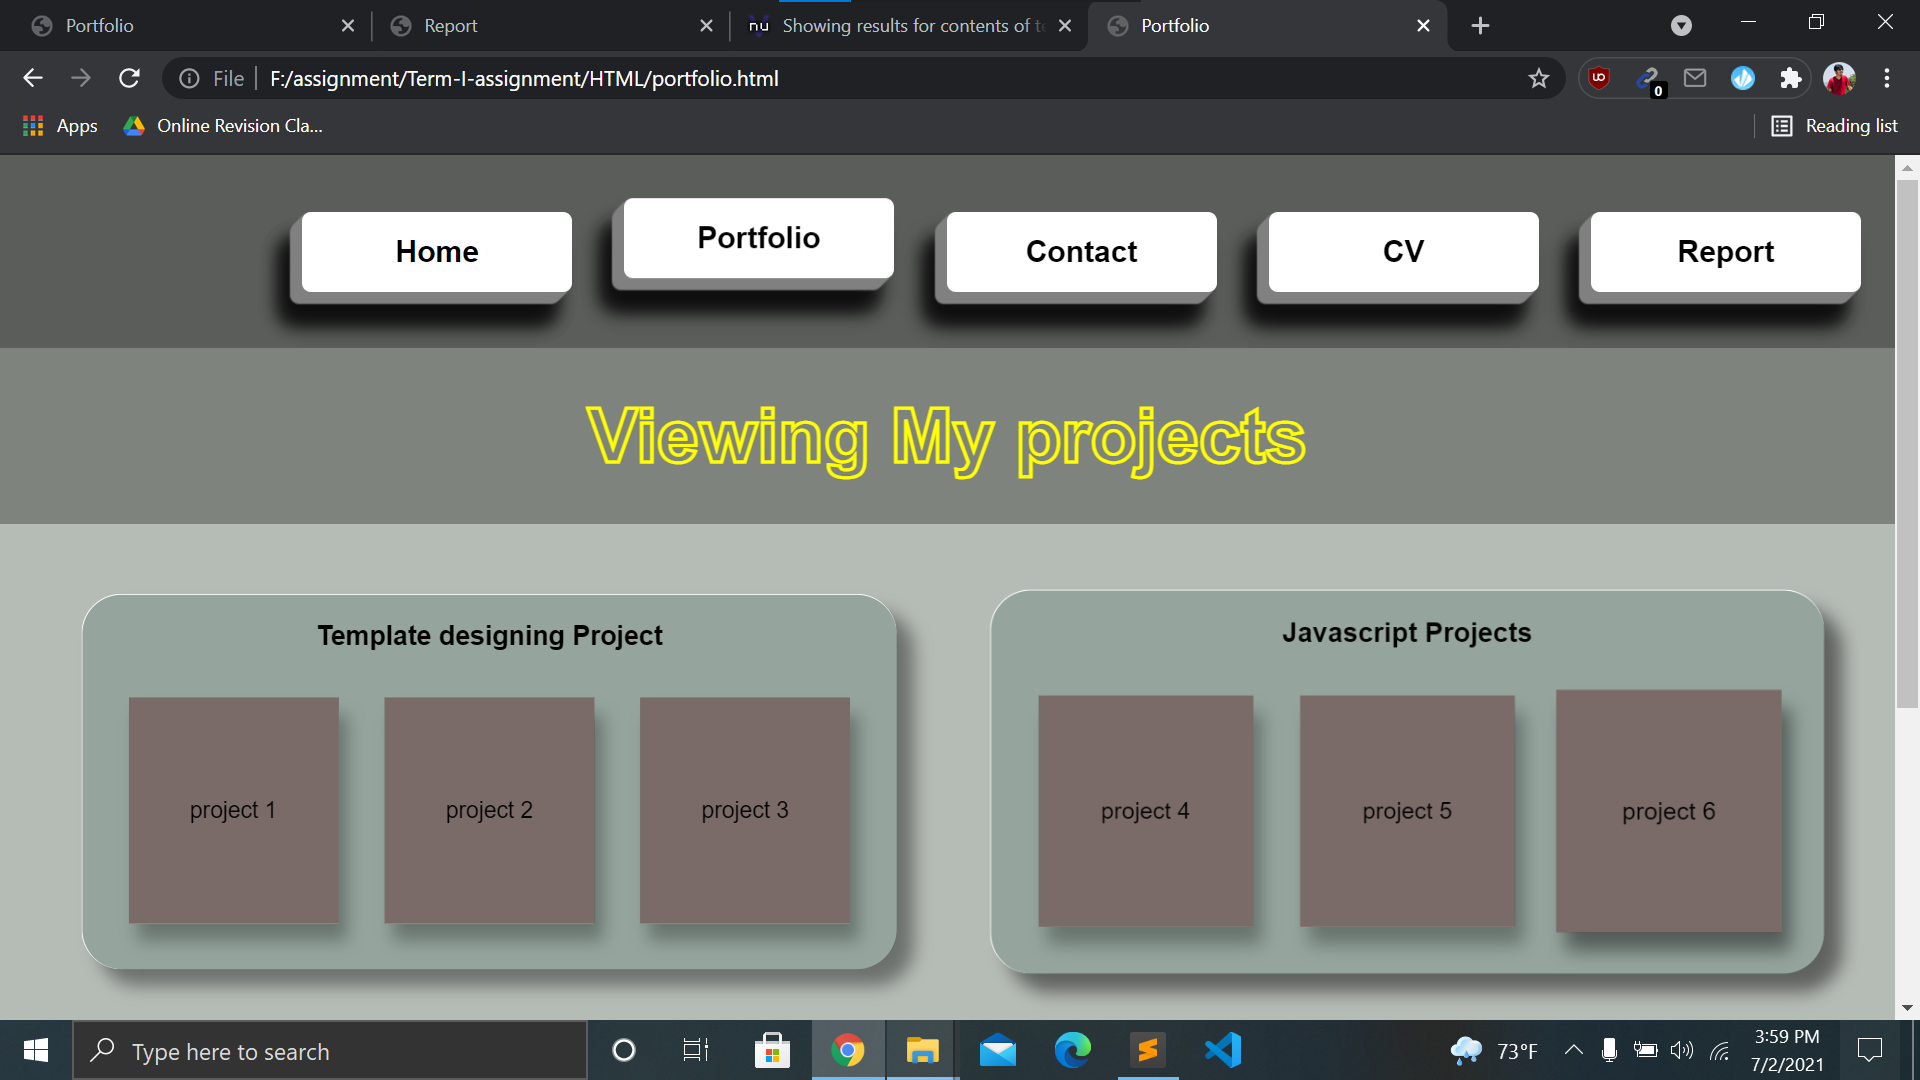 Portfolio
Report
nu Showing results for contents of te
Portfolio
File F:/assignment/Term-I-assignment/HTML/portfolio.html
0
Apps
Online Revision Cla...
Reading list
Home
Portfolio
Contact
CV
Report
Viewing My projects
Template designing Project
project 1
project 2
project 3
Javascript Projects
project 4
project 5
project 6
Type here to search
73°F
3:59 PM
7/2/2021